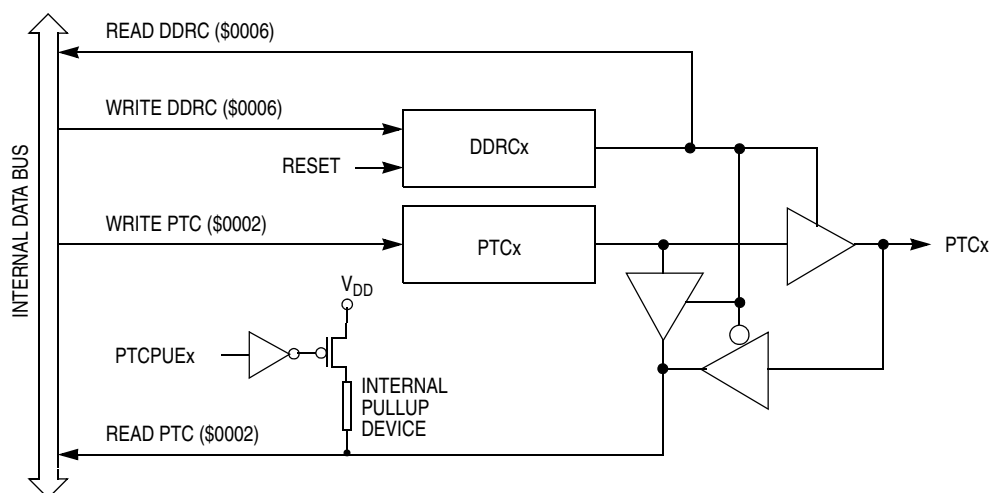 READ DDRC ($0006)
WRITE DDRC ($0006)
DDRCx
RESET
INTERNAL DATA BUS
WRITE PTC ($0002)
PTCx
PTCx
VDD
PTCPUEx
INTERNAL
PULLUP
DEVICE
READ PTC ($0002)